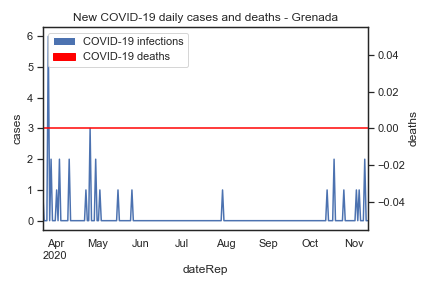 New COVID-19 daily cases and deaths - Grenada
COVID-19 infections
COVID-19 deaths
cases
6
5
4
3
2
1
0
0.04
0.02
0.00
−0.02
−0.04
deaths
Apr May Jun Jul Aug Sep Oct Nov
2020
dateRep